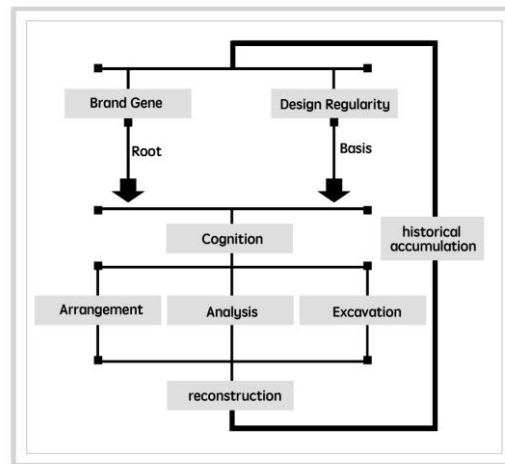 Brand Gene
Design Regularity
Root
Basis
Cognition
historical
accumulation
Arrangement
Analysis
Excavation
reconstruction